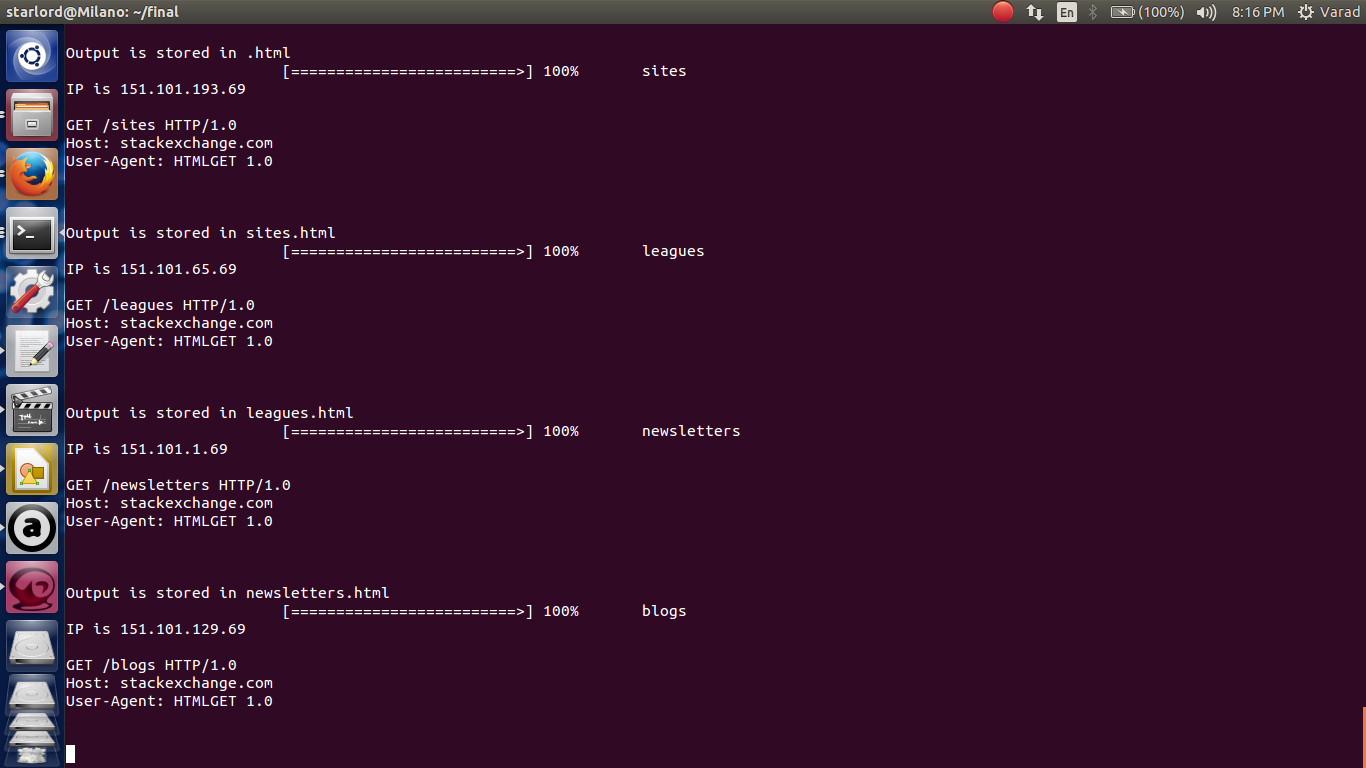 starlord@Milano: ~/final
En (100%) 8:16 PM Varad
Output is stored in .html
[=========================>] 100% sites
IP is 151.101.193.69
GET /sites HTTP/1.0
Host: stackexchange.com
User-Agent: HTMLGET 1.0
Output is stored in sites.html
[=========================>] 100% leagues
IP is 151.101.65.69
GET /leagues HTTP/1.0
Host: stackexchange.com
User-Agent: HTMLGET 1.0
Output is stored in leagues.html
[=========================>] 100% newsletters
IP is 151.101.1.69
GET /newsletters HTTP/1.0
Host: stackexchange.com
User-Agent: HTMLGET 1.0
Output is stored in newsletters.html
[=========================>] 100% blogs
IP is 151.101.129.69
GET /blogs HTTP/1.0
Host: stackexchange.com
User-Agent: HTMLGET 1.0